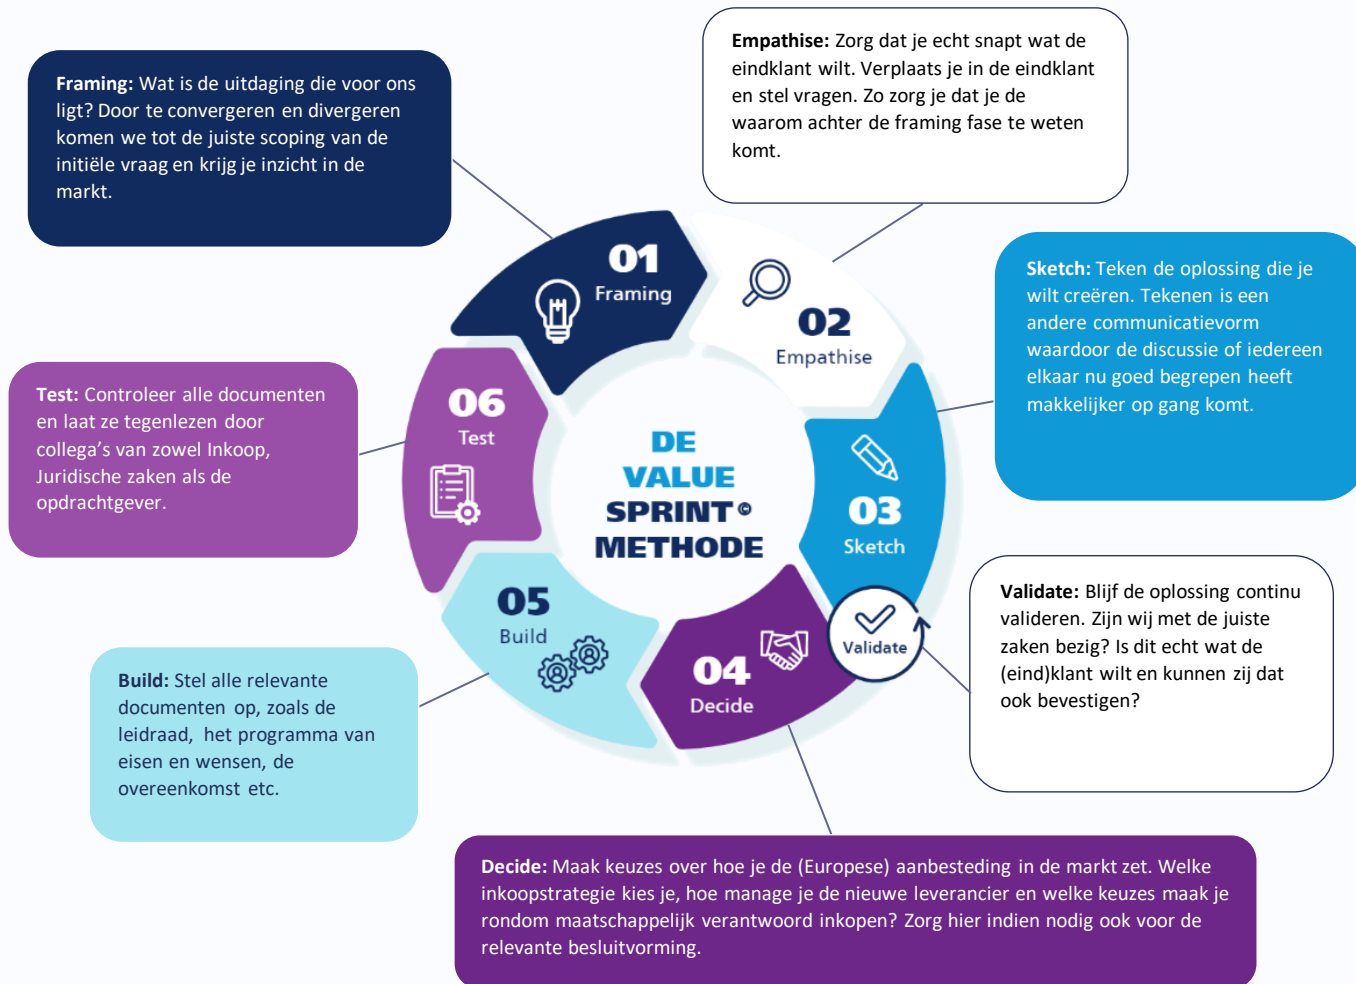 Framing: Wat is de uitdaging die voor ons
ligt? Door te convergeren en divergeren
komen we tot de juiste scoping van de
initiële vraag en krijg je inzicht in de
markt.
Empathise: Zorg dat je echt snapt wat de
eindklant wilt. Verplaats je in de eindklant
en stel vragen. Zo zorg je dat je de
waarom achter de framing fase te weten
komt.
01
Framing
02
Empathise
Sketch: Teken de oplossing die je
wilt creëren. Tekenen is een
andere communicatievorm
waardoor de discussie of iedereen
elkaar nu goed begrepen heeft
makkelijker op gang komt.
Test: Controleer alle documenten
en laat ze tegenlezen door
collega's van zowel Inkoop,
Juridische zaken als de
opdrachtgever.
06
Test
DE
VALUE
SPRINT©
METHODE
03
Sketch
Validate: Blijf de oplossing continu
valideren. Zijn wij met de juiste
zaken bezig? Is dit echt wat de
(eind)klant wilt en kunnen zij dat
ook bevestigen?
Validate
05
Build
04
Decide
Build: Stel alle relevante
documenten op, zoals de
leidraad, het programma van
eisen en wensen, de
overeenkomst etc.
Decide: Maak keuzes over hoe je de (Europese) aanbesteding in de markt zet. Welke
inkoopstrategie kies je, hoe manage je de nieuwe leverancier en welke keuzes maak je
rondom maatschappelijk verantwoord inkopen? Zorg hier indien nodig ook voor de
relevante besluitvorming.